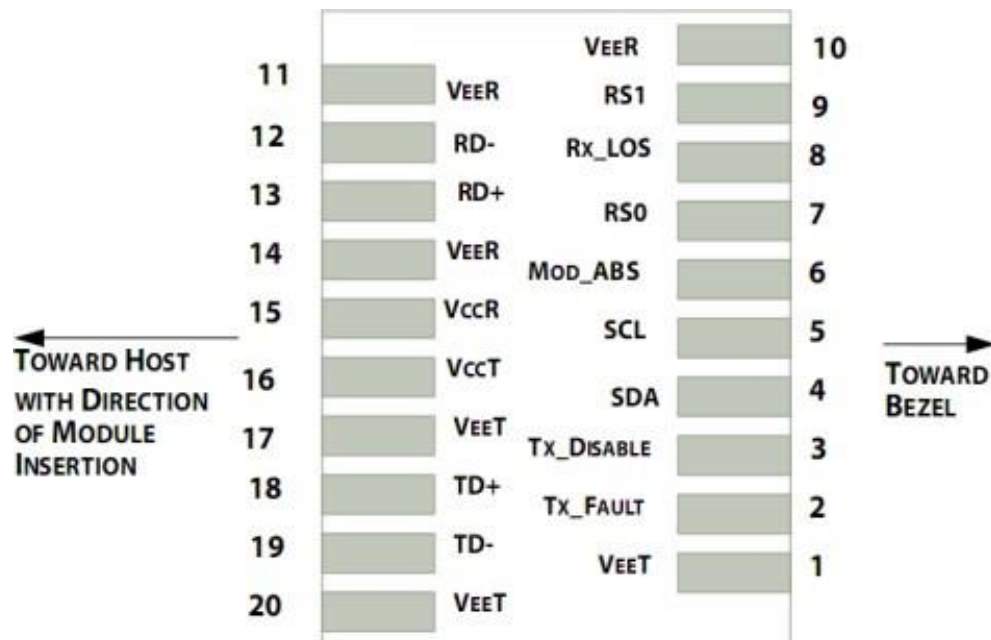 VEER
10
11
VEER
RS1
9
12
RD-
RX_LOS
8
13
RD+
RS0
7
14
VEER
MOD_ABS
6
15
VCCR
SCL
5
TOWARD HOST
WITH DIRECTION
OF MODULE
INSERTION
16
VCCT
SDA
4
TOWARD
BEZEL
17
VEET
TX_DISABLE
3
18
TD+
TX_FAULT
2
19
TD-
VEET
1
20
VEET